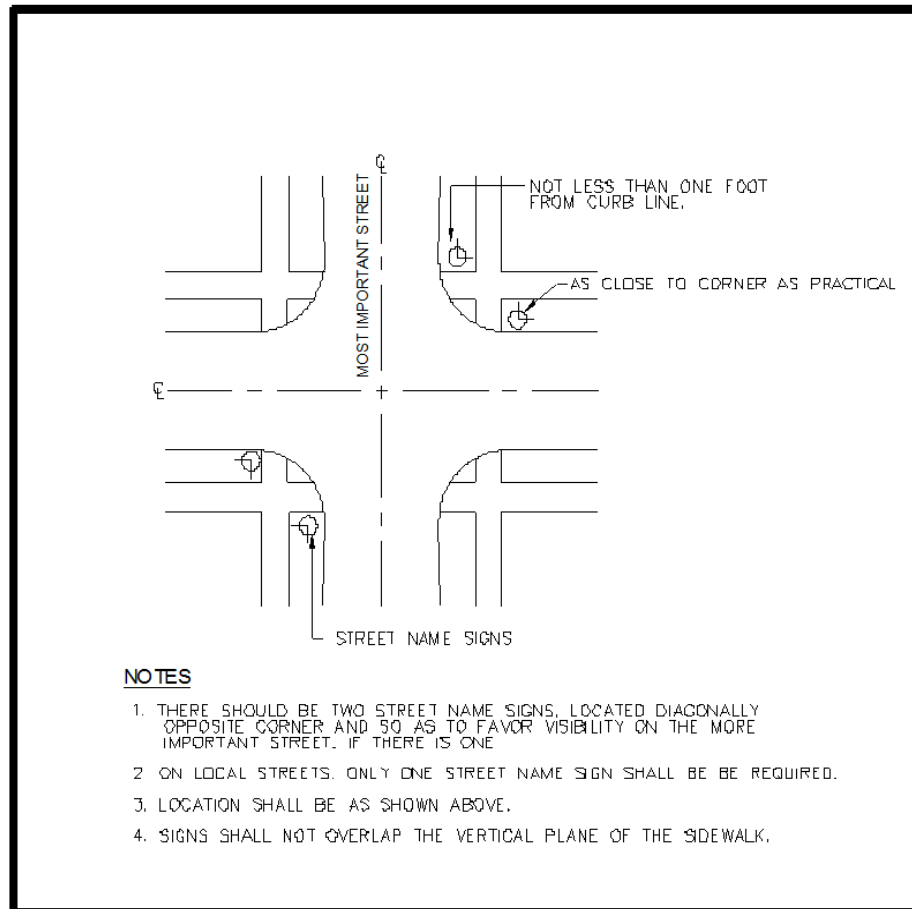 ℄
MOST IMPORTANT STREET
NOT LESS THAN ONE FOOT
FROM CURB LINE.
AS CLOSE TO CORNER AS PRACTICAL
℄
STREET NAME SIGNS
NOTES
1. THERE SHOULD BE TWO STREET NAME SIGNS, LOCATED DIAGONALLY
OPPOSITE CORNER AND SO AS TO FAVOR VISIBILITY ON THE MORE
IMPORTANT STREET. IF THERE IS ONE
2 ON LOCAL STREETS. ONLY ONE STREET NAME SIGN SHALL BE BE REQUIRED.
3. LOCATION SHALL BE AS SHOWN ABOVE.
4. SIGNS SHALL NOT OVERLAP THE VERTICAL PLANE OF THE SIDEWALK.